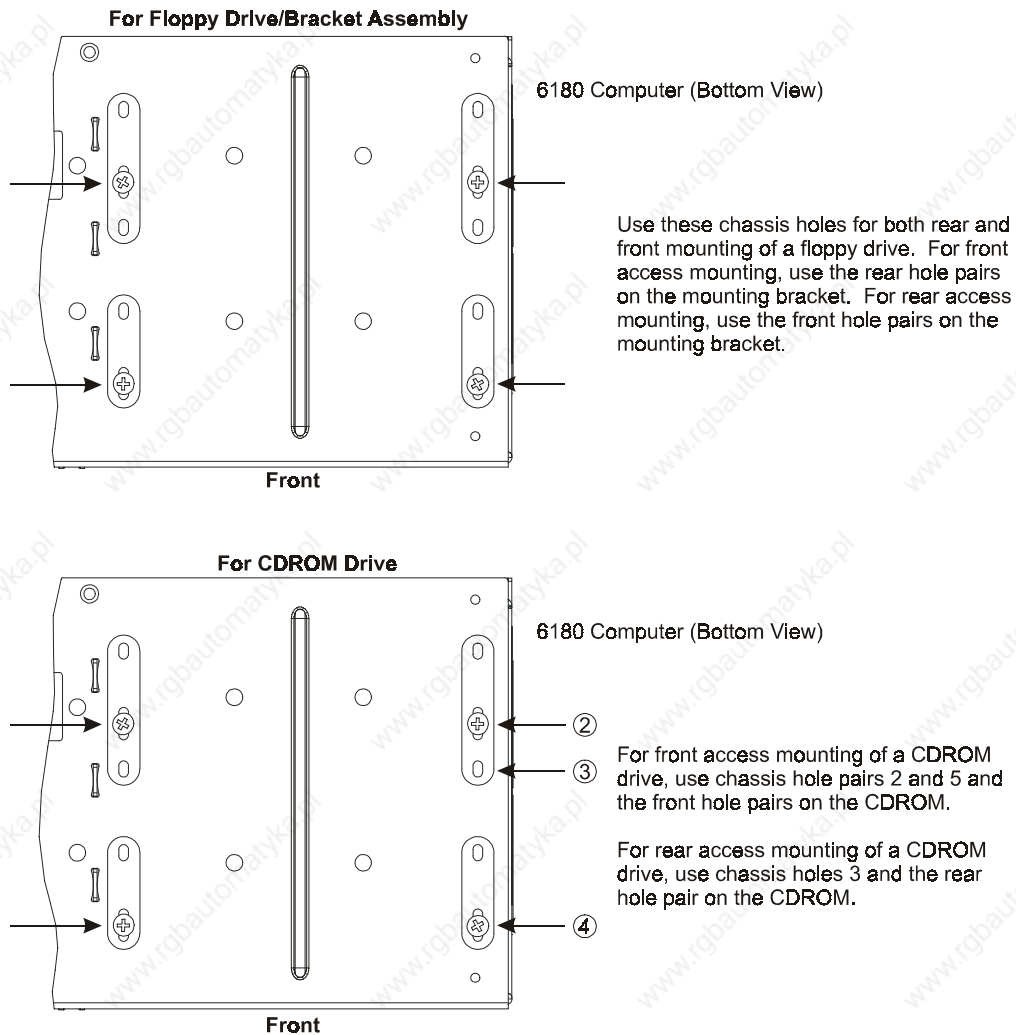 For Floppy Drive/Bracket Assembly
6180 Computer (Bottom View)
Use these chassis holes for both rear and
front mounting of a floppy drive. For front
access mounting, use the rear hole pairs
on the mounting bracket. For rear access
mounting, use the front hole pairs on the
mounting bracket.
Front
For CDROM Drive
6180 Computer (Bottom View)
2
3
For front access mounting of a CDROM
drive, use chassis hole pairs 2 and 5 and
the front hole pairs on the CDROM.
For rear access mounting of a CDROM
drive, use chassis holes 3 and the rear
hole pair on the CDROM.
4
Front
www.rgbautomatyka.pl